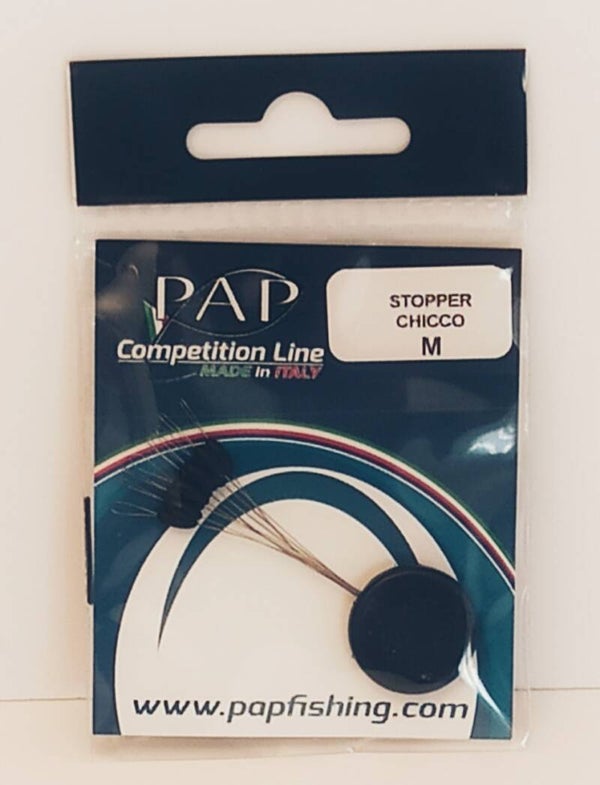 PAP
Competition Line
MADE in ITALY
STOPPER
CHICCO
M
www.papfishing.com